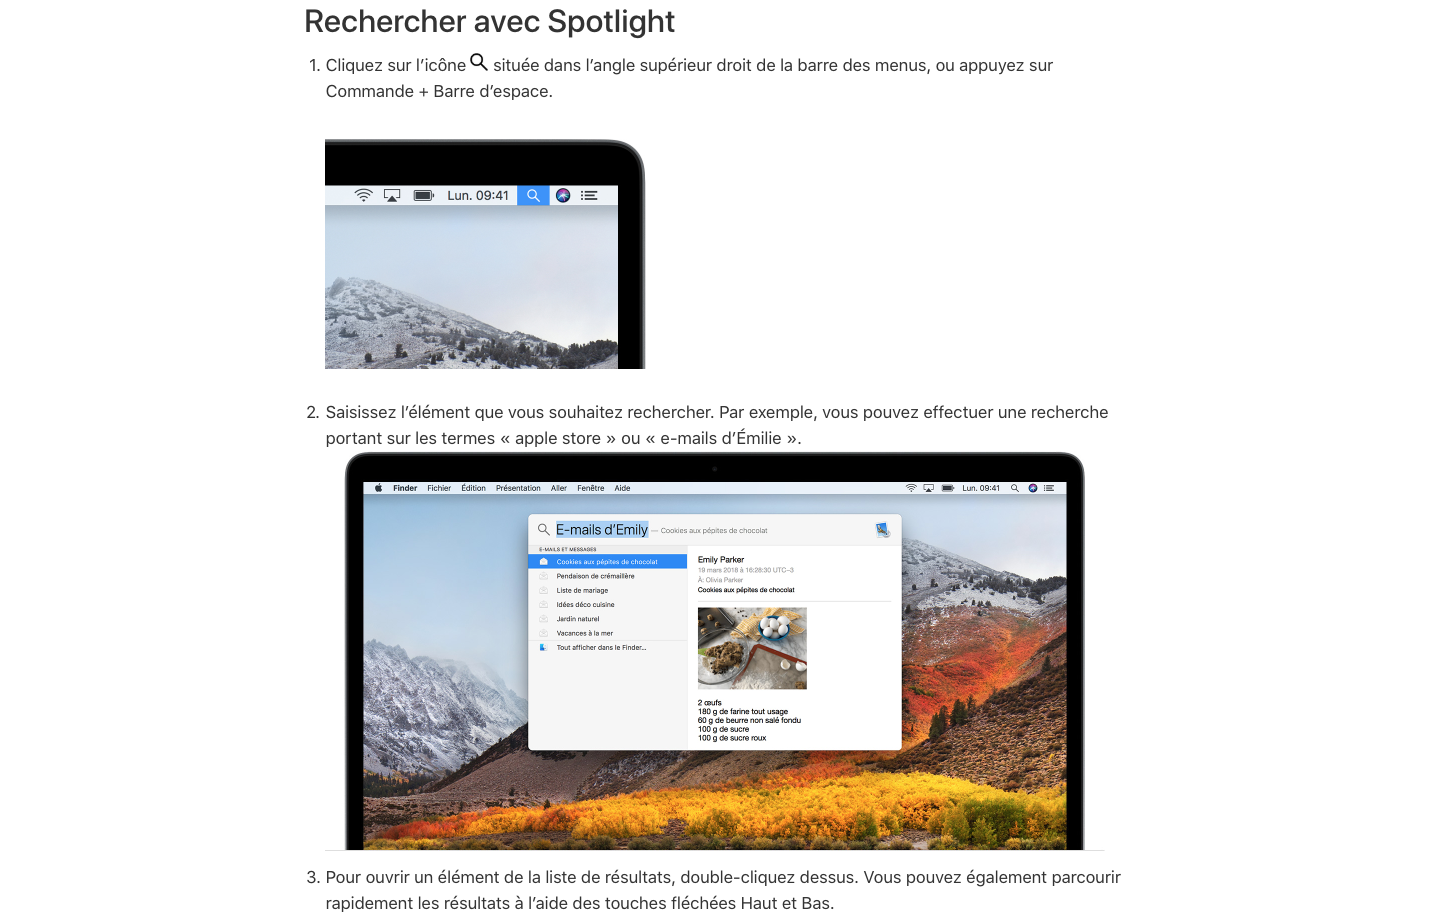 Rechercher avec Spotlight
1. Cliquez sur l’icône située dans l’angle supérieur droit de la barre des menus, ou appuyez sur
Commande + Barre d’espace.
Lun. 09:41
2. Saisissez l’élément que vous souhaitez rechercher. Par exemple, vous pouvez effectuer une recherche
portant sur les termes « apple store » ou « e-mails d’Émilie ».
Finder Fichier Édition Présentation Aller Fenêtre Aide Lun. 09:41
E-mails d’Emily — Cookies aux pépites de chocolat
E-MAILS ET MESSAGES
Cookies aux pépites de chocolat
Pendaison de crémaillère
Liste de mariage
Idées déco cuisine
Jardin naturel
Vacances à la mer
Tout afficher dans le Finder...
Emily Parker
19 mars 2018 à 16:28:30 UTC–3
À: Olivia Parker
Cookies aux pépites de chocolat
2 œufs
180 g de farine tout usage
60 g de beurre non salé fondu
100 g de sucre
100 g de sucre roux
3. Pour ouvrir un élément de la liste de résultats, double-cliquez dessus. Vous pouvez également parcourir
rapidement les résultats à l’aide des touches fléchées Haut et Bas.